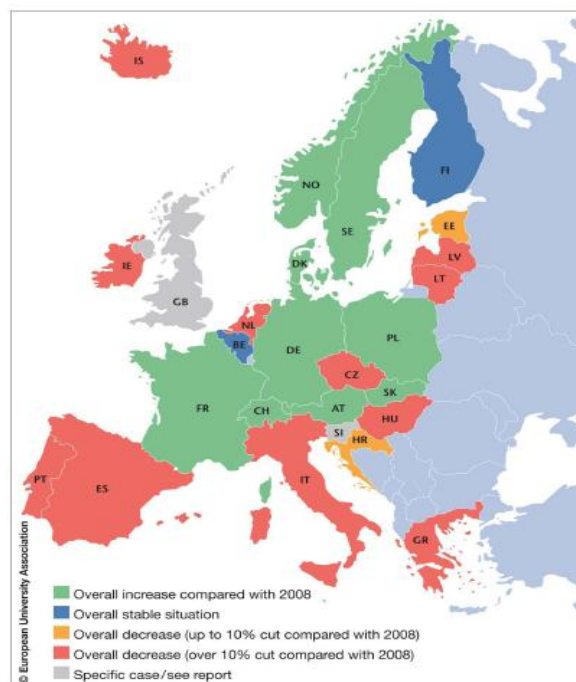 IS
FI
NO
SE
EE
LV
LT
DK
IE
GB
NL
BE
DE
PL
CZ
SK
FR
CH
AT
HU
SI
HR
PT
ES
IT
GR
© European University Association
Overall increase compared with 2008
Overall stable situation
Overall decrease (up to 10% cut compared with 2008)
Overall decrease (over 10% cut compared with 2008)
Specific case/see report